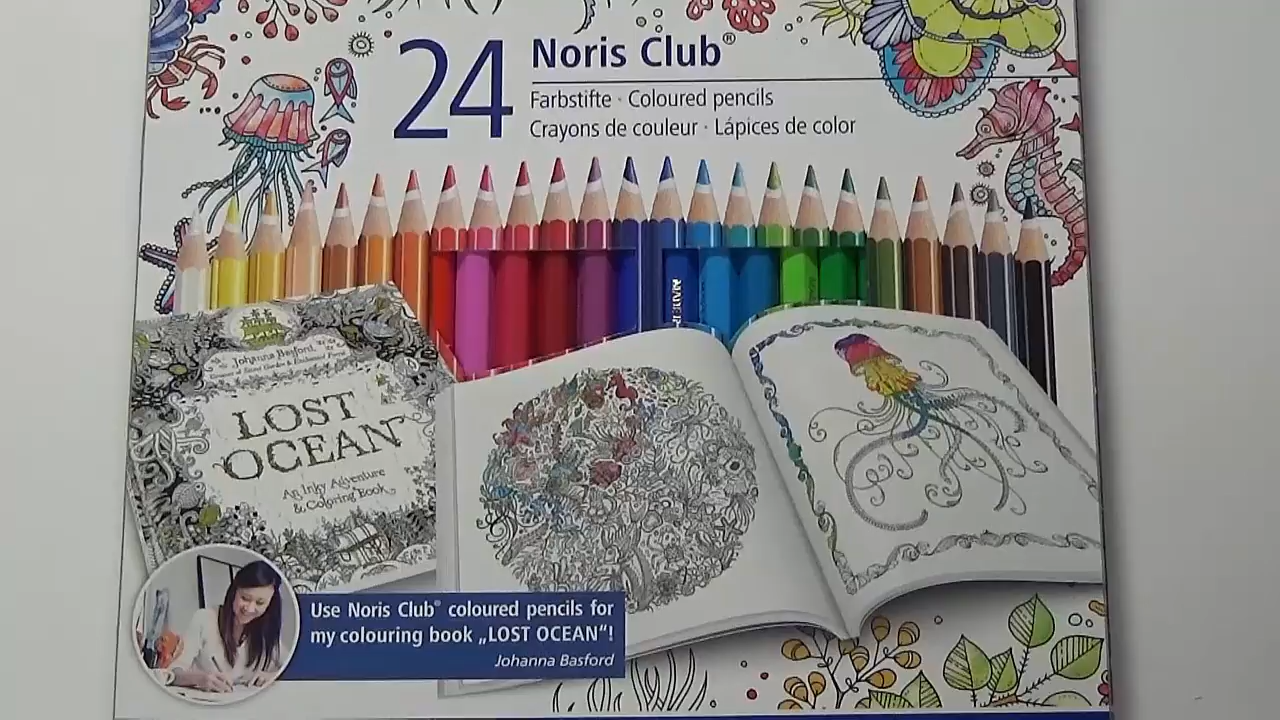 24
Noris Club®
Farbstifte · Coloured pencils
Crayons de couleur · Lápices de color
Johanna Basford
LOST
OCEAN
An Inky Adventure
& Coloring Book
Use Noris Club® coloured pencils for
my colouring book „LOST OCEAN“!
Johanna Basford